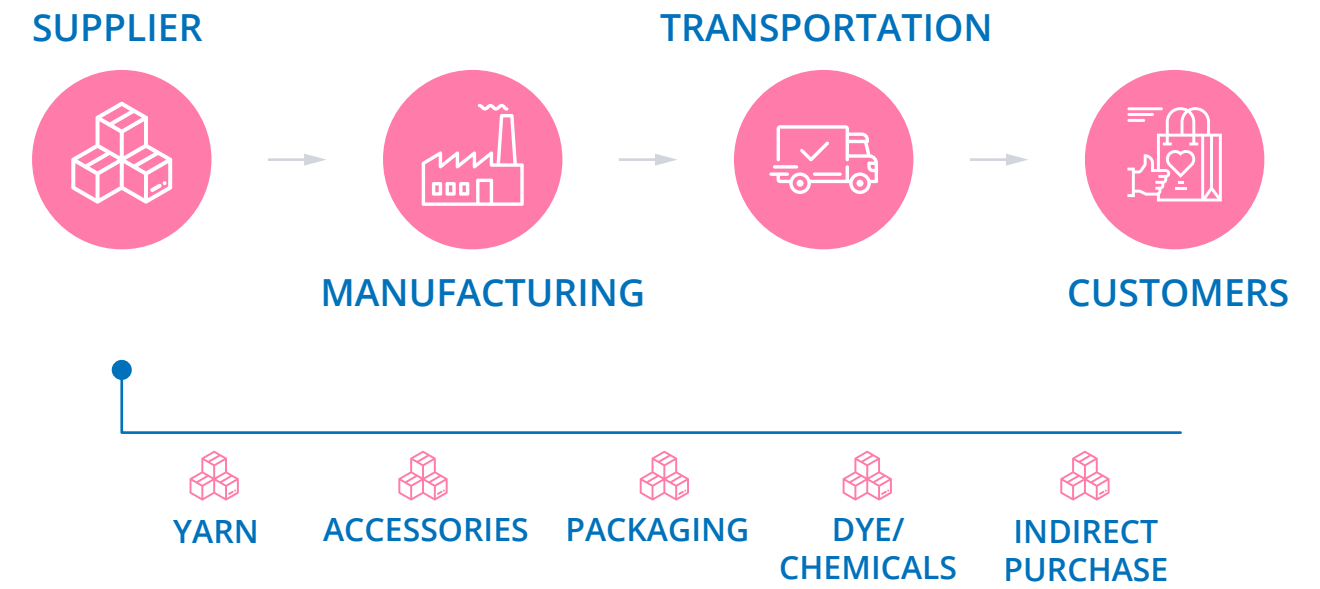 SUPPLIER
TRANSPORTATION
MANUFACTURING
CUSTOMERS
YARN
ACCESSORIES
PACKAGING
DYE/
CHEMICALS
INDIRECT
PURCHASE